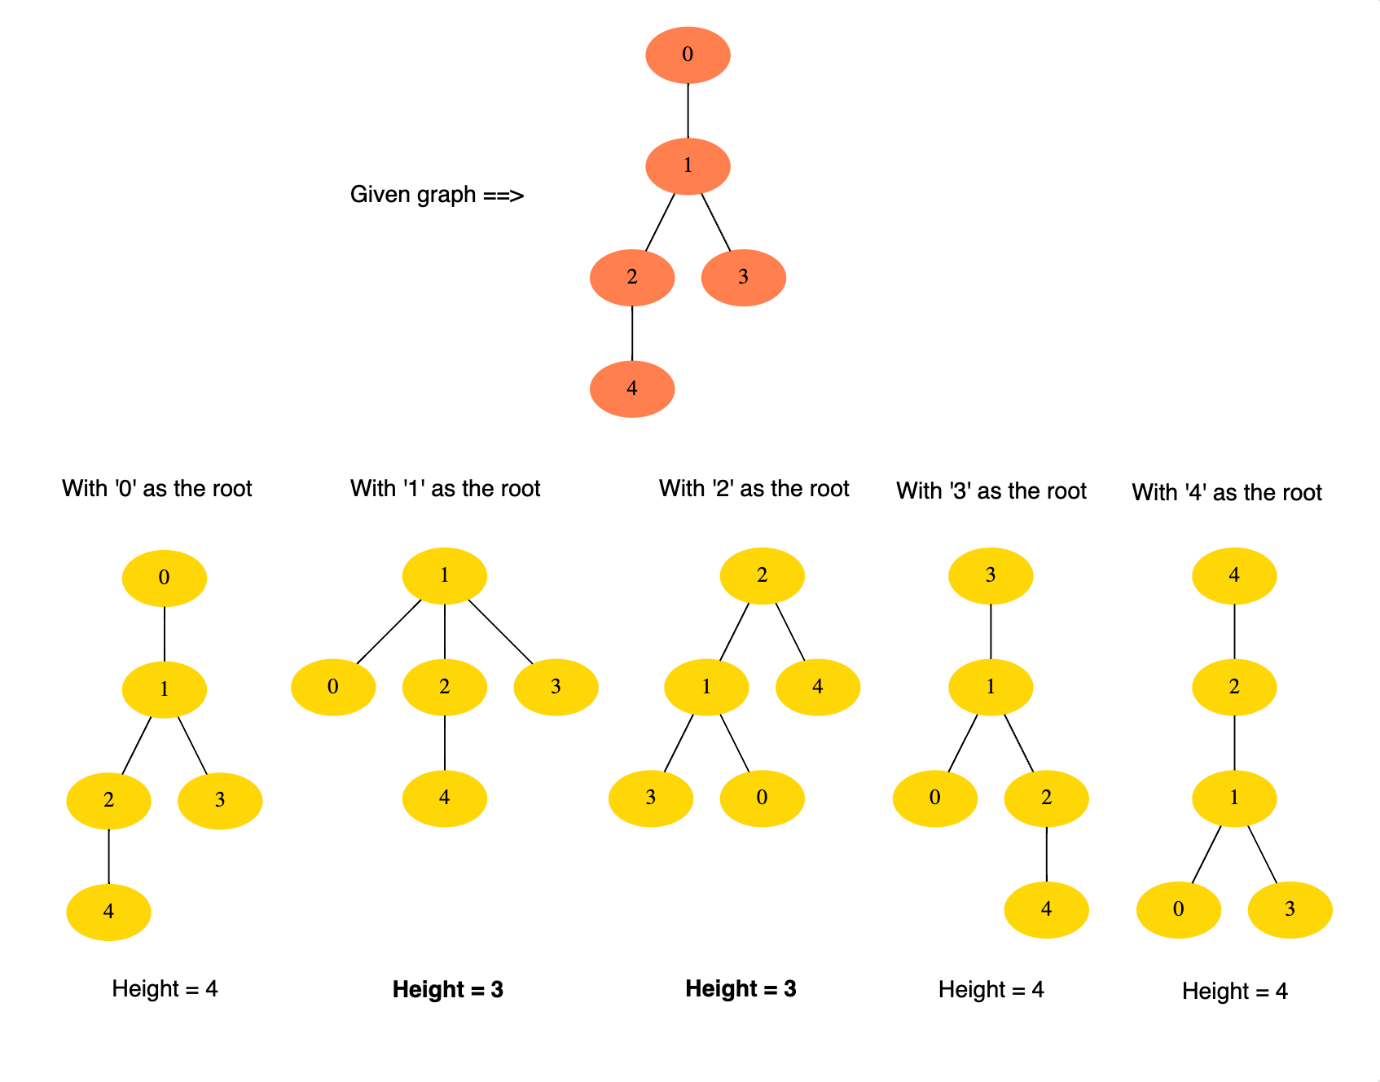 0
1
Given graph ==>
2 3
4
With '0' as the root
With '1' as the root
With '2' as the root
With '3' as the root
With '4' as the root
0
1
2 3
4
Height = 4
1
0 2 3
4
Height = 3
2
1 4
3 0
Height = 3
3
1
0 2
4
Height = 4
4
2
1
0 3
Height = 4